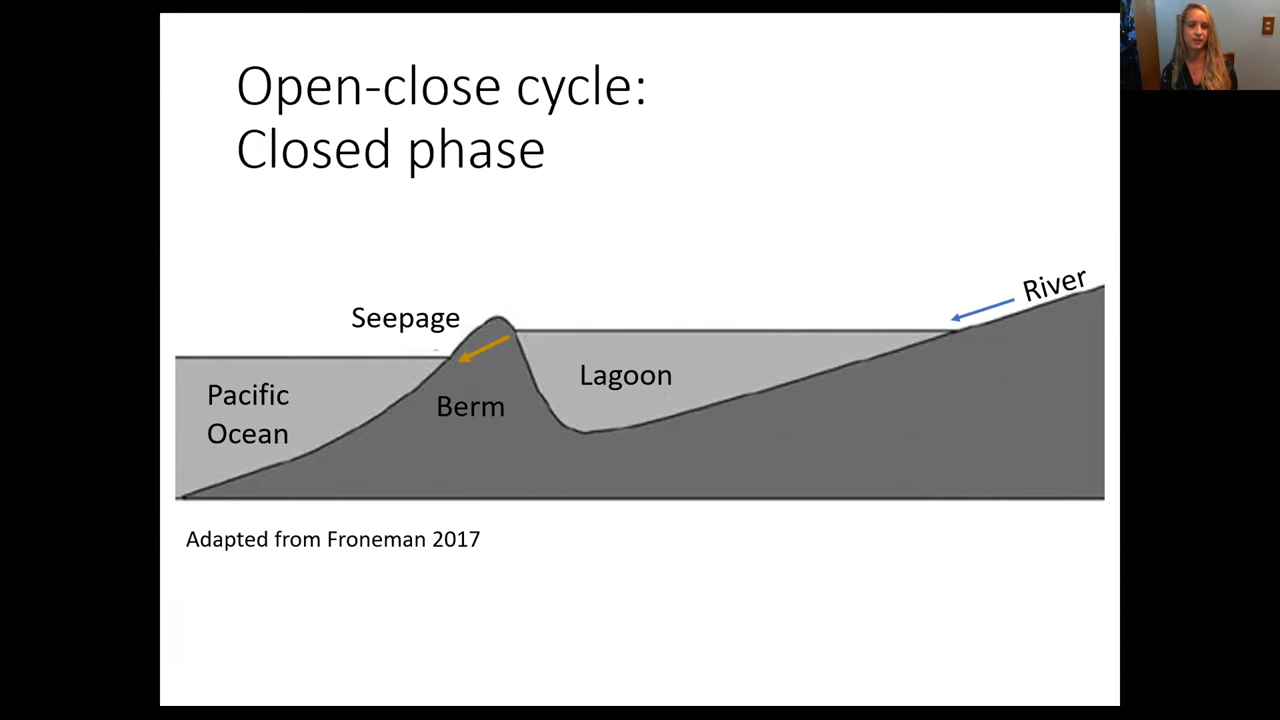 Open-close cycle:
Closed phase
River
Seepage
Lagoon
Pacific
Ocean
Berm
Adapted from Froneman 2017